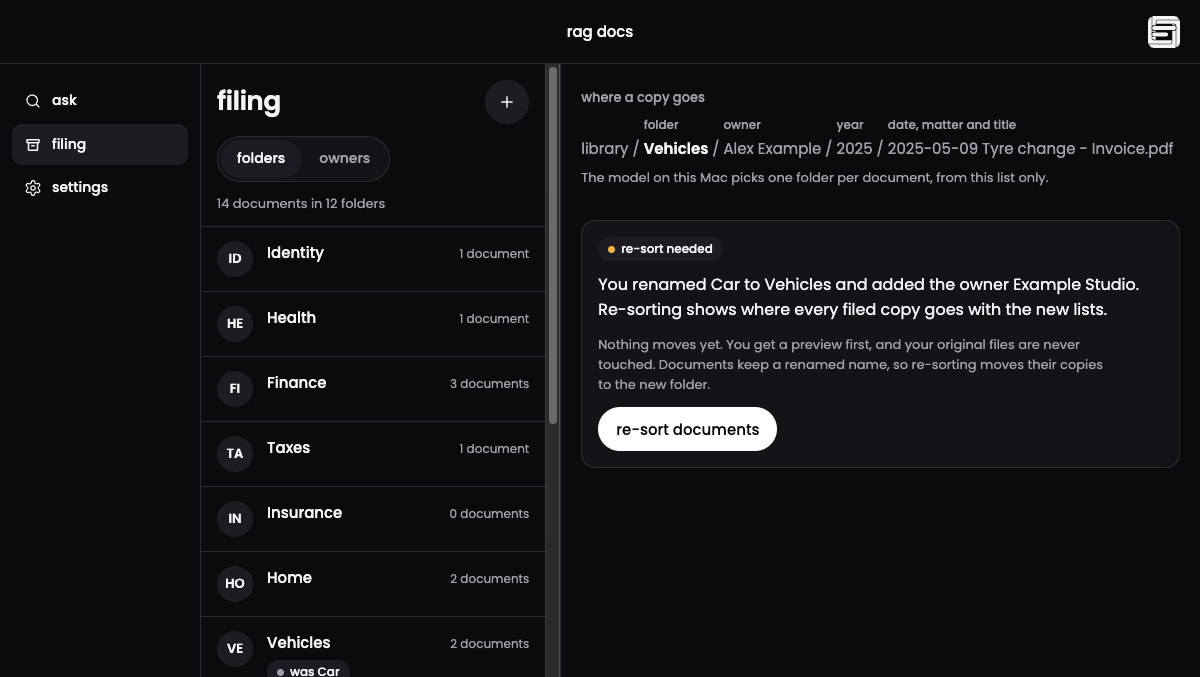 rag docs
ask
filing
settings
filing
+
folders owners
14 documents in 12 folders
ID Identity 1 document
HE Health 1 document
FI Finance 3 documents
TA Taxes 1 document
IN Insurance 0 documents
HO Home 2 documents
VE Vehicles 2 documents
was Car
where a copy goes
folder owner year date, matter and title
library / Vehicles / Alex Example / 2025 / 2025-05-09 Tyre change - Invoice.pdf
The model on this Mac picks one folder per document, from this list only.
re-sort needed
You renamed Car to Vehicles and added the owner Example Studio.
Re-sorting shows where every filed copy goes with the new lists.
Nothing moves yet. You get a preview first, and your original files are never
touched. Documents keep a renamed name, so re-sorting moves their copies
to the new folder.
re-sort documents